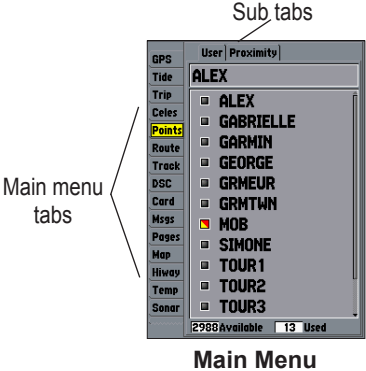 Sub tabs
User Proximity
GPS
Tide
Trip
Celes
Points
Route
Track
DSC
Card
Msgs
Pages
Map
Hiway
Temp
Sonar
ALEX
ALEX
GABRIELLE
GARMIN
GEORGE
GRMEUR
GRMTWN
MOB
SIMONE
TOUR1
TOUR2
TOUR3
2988 Available 13 Used
Main menu
tabs
Main Menu